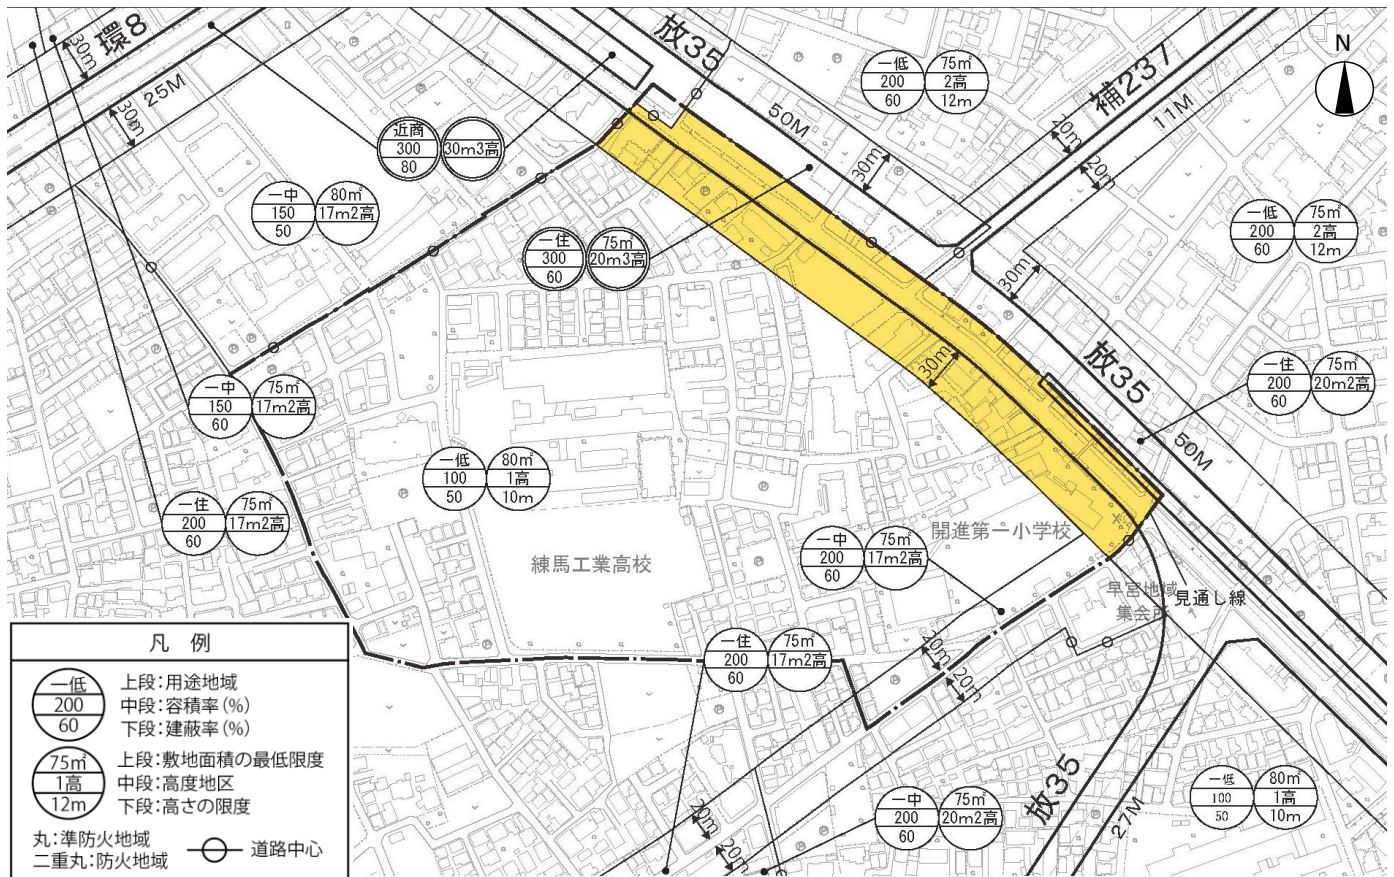 環8
30m
25M
30m
放35
50M
30m
一低
200
60
75㎡
2高
12m
補237
11M
20m
20m
N
近商
300
80
30m3高
一中
150
50
80㎡
17m2高
一住
300
60
75㎡
20m3高
一低
200
60
75㎡
2高
12m
30m
30m
放35
50M
一住
200
60
75㎡
20m2高
一中
150
60
75㎡
17m2高
一低
100
50
80㎡
1高
10m
一住
200
60
75㎡
17m2高
練馬工業高校
開進第一小学校
一中
200
60
75㎡
17m2高
早宮地域
集会所
見通し線
一住
200
60
75㎡
17m2高
20m
20m
20m
20m
一中
200
60
75㎡
20m2高
放35
27M
一低
100
50
80㎡
1高
10m
凡 例
一低
200
60
上段:用途地域
中段:容積率(%)
下段:建蔽率(%)
75㎡
1高
12m
上段:敷地面積の最低限度
中段:高度地区
下段:高さの限度
丸:準防火地域
二重丸:防火地域
道路中心